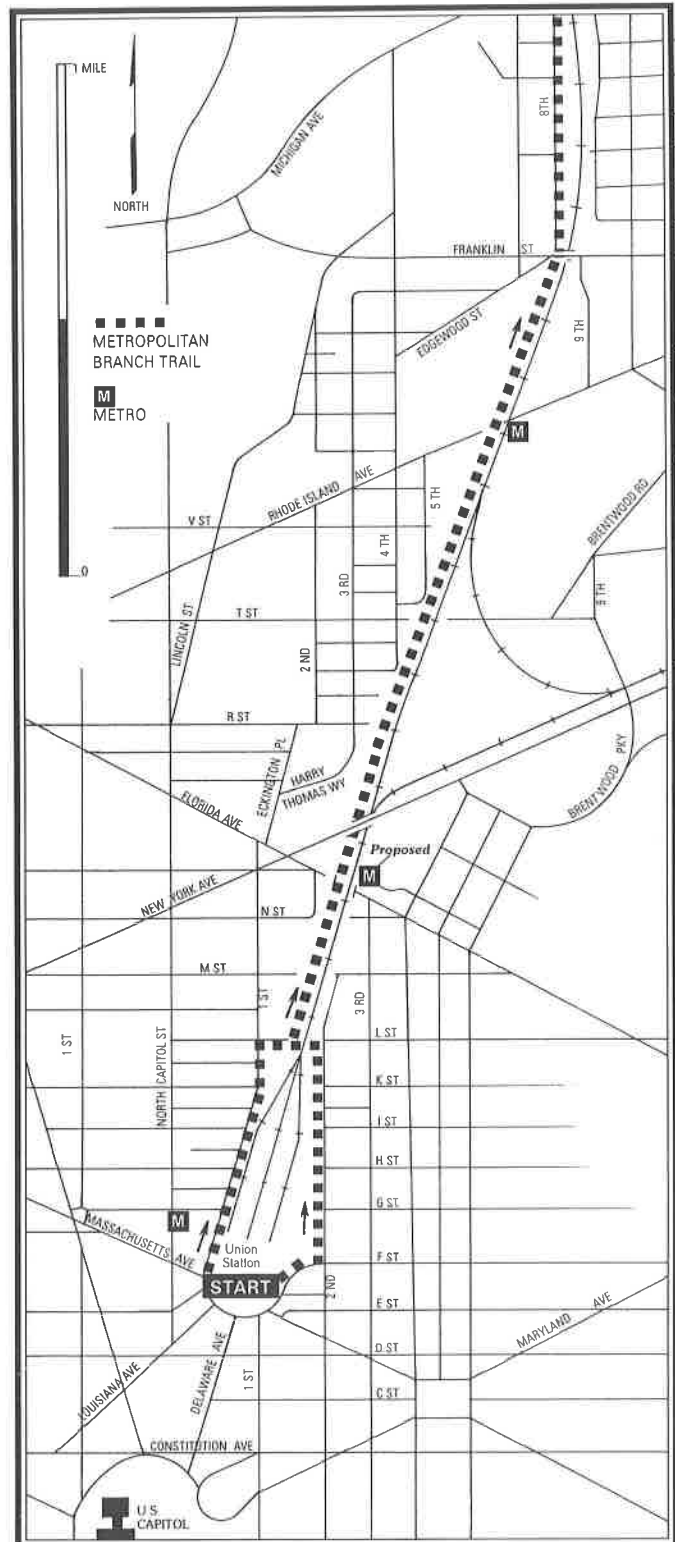 1 MILE
NORTH
0
METROPOLITAN
BRANCH TRAIL
M
METRO
MICHIGAN AVE
8TH
FRANKLIN ST
EDGEWOOD ST
9 TH
M
RHODE ISLAND AVE
V ST
5 TH
4 TH
3 RD
BRENTWOOD RD
9 TH
LINCOLN ST
T ST
2 ND
R ST
ECKINGTON PL
HARRY
THOMAS WY
FLORIDA AVE
BRENTWOOD PKY
Proposed
M
NEW YORK AVE
N ST
M ST
1 ST
3 RD
1 ST
NORTH CAPITOL ST
L ST
K ST
I ST
H ST
G ST
M
MASSACHUSETTS AVE
Union
Station
START
F ST
2 ND
E ST
MARYLAND AVE
D ST
LOUISIANA AVE
DELAWARE AVE
1 ST
C ST
CONSTITUTION AVE
U S
CAPITOL